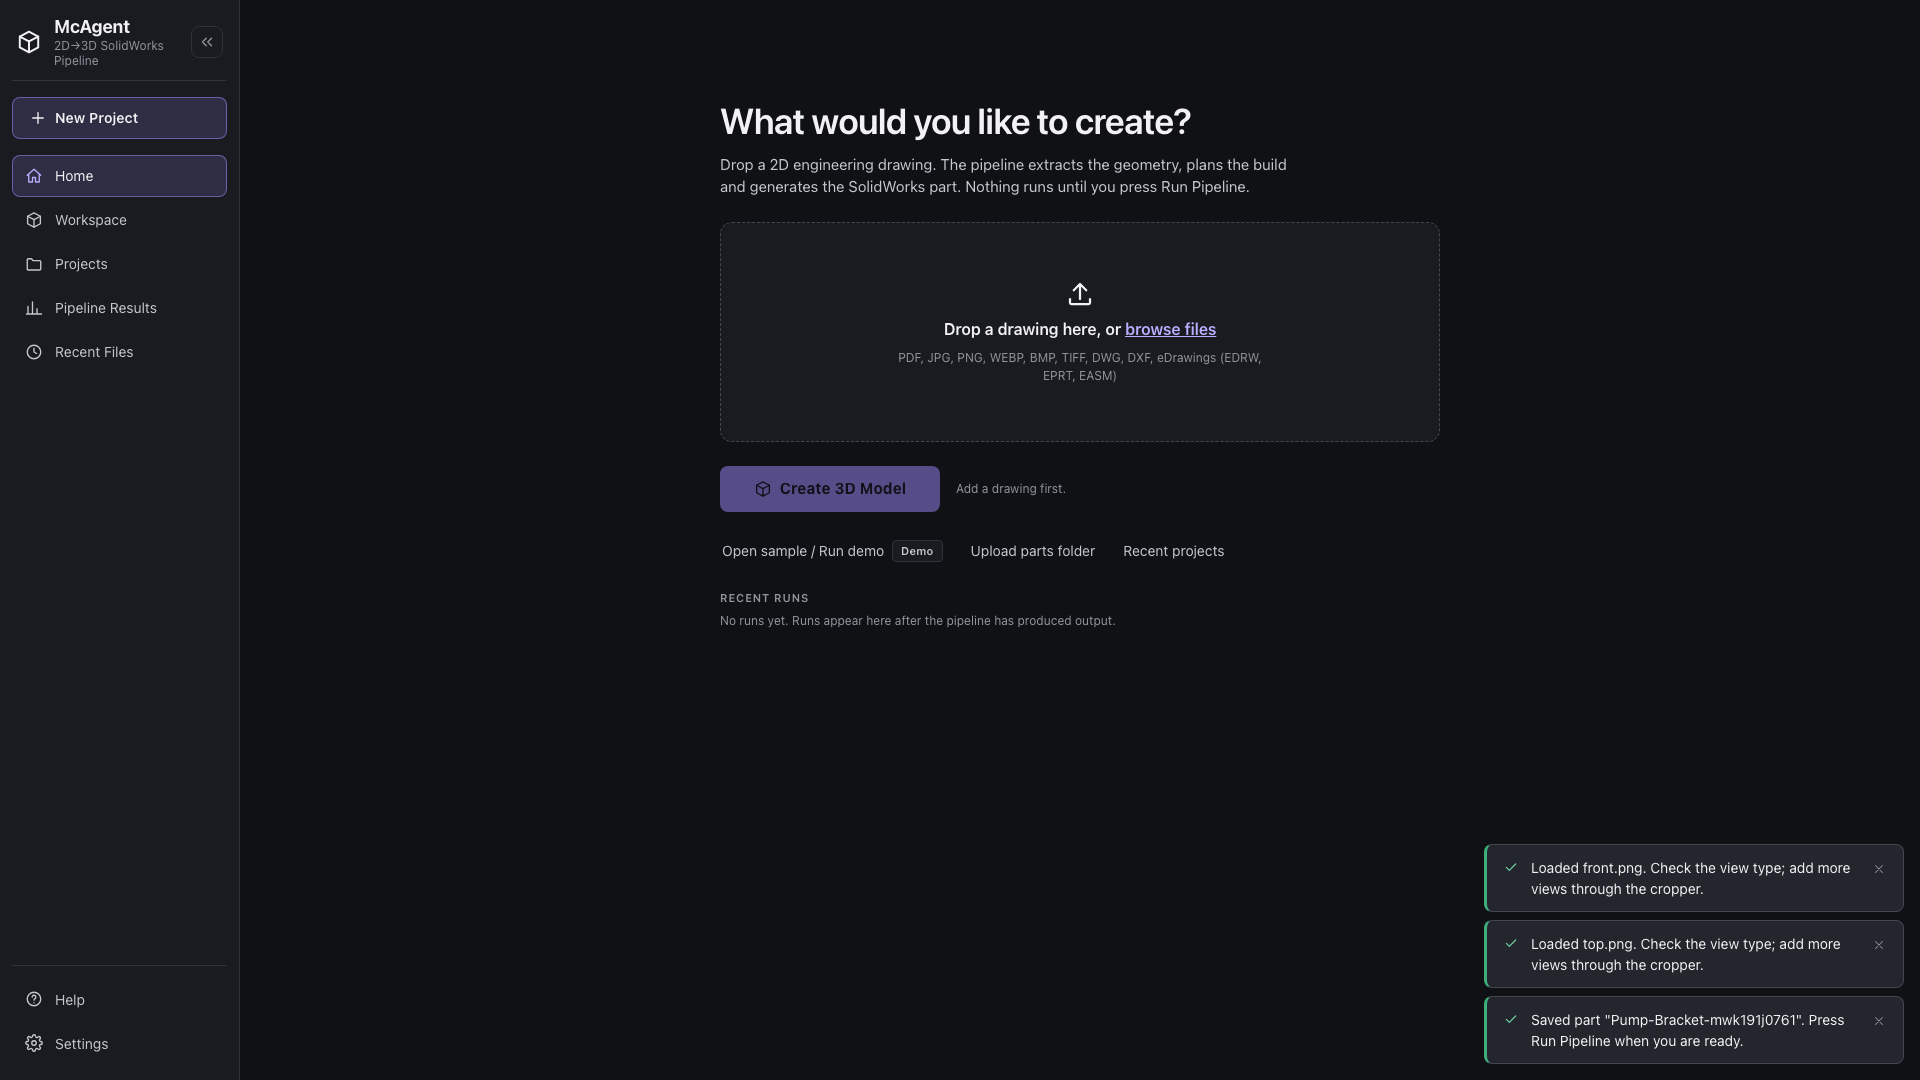 McAgent
2D→3D SolidWorks
Pipeline
New Project
Home
Workspace
Projects
Pipeline Results
Recent Files
Help
Settings
What would you like to create?
Drop a 2D engineering drawing. The pipeline extracts the geometry, plans the build
and generates the SolidWorks part. Nothing runs until you press Run Pipeline.
Drop a drawing here, or browse files
PDF, JPG, PNG, WEBP, BMP, TIFF, DWG, DXF, eDrawings (EDRW,
EPRT, EASM)
Create 3D Model
Add a drawing first.
Open sample / Run demo Demo Upload parts folder Recent projects
RECENT RUNS
No runs yet. Runs appear here after the pipeline has produced output.
Loaded front.png. Check the view type; add more
views through the cropper.
Loaded top.png. Check the view type; add more
views through the cropper.
Saved part "Pump-Bracket-mwk191j0761". Press
Run Pipeline when you are ready.